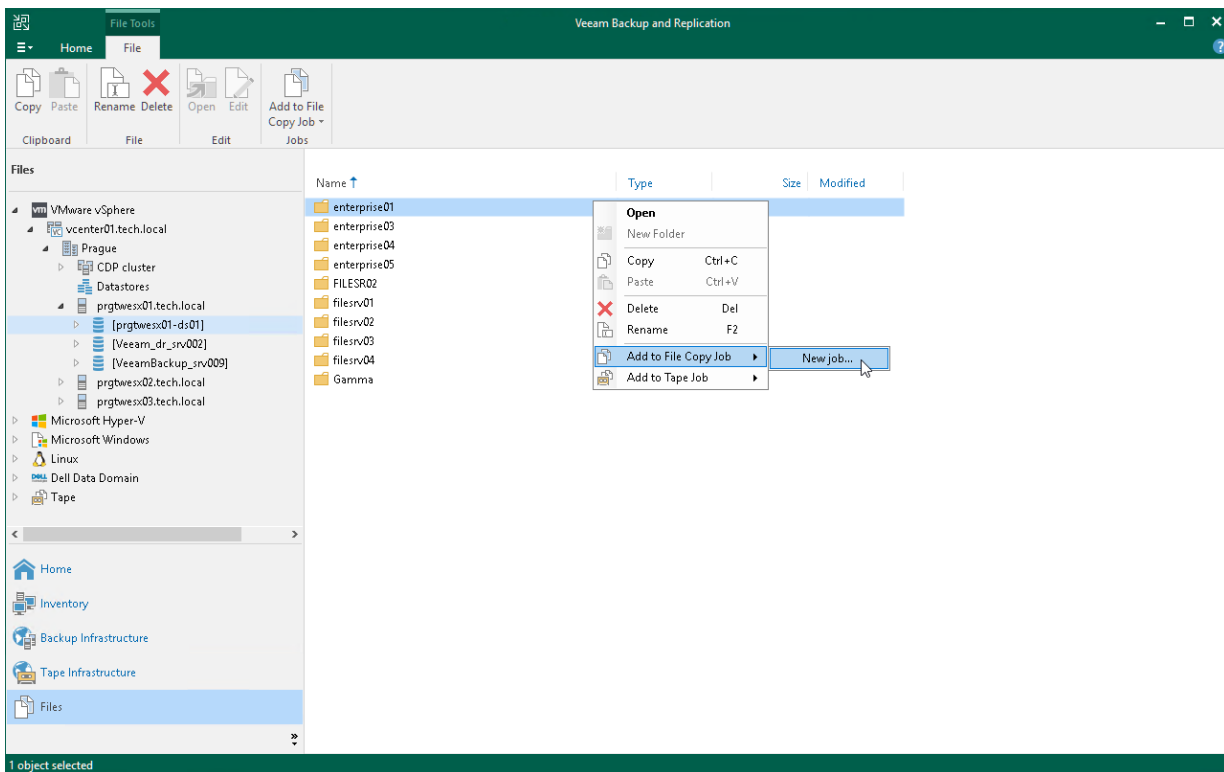 File Tools
Veeam Backup and Replication
Home
File
?
Copy
Paste
Rename
Delete
Open
Edit
Add to File
Copy Job
Clipboard
File
Edit
Jobs
Files
Name
Type
Size
Modified
vm VMware vSphere
vcenter01.tech.local
Prague
CDP cluster
Datastores
prgtwesx01.tech.local
[prgtwesx01-ds01]
[Veeam_dr_srv002]
[VeeamBackup_srv009]
prgtwesx02.tech.local
prgtwesx03.tech.local
Microsoft Hyper-V
Microsoft Windows
Linux
DELL Dell Data Domain
Tape
enterprise01
enterprise03
enterprise04
enterprise05
FILESR02
filesrv01
filesrv02
filesrv03
filesrv04
Gamma
Open
New Folder
Copy Ctrl+C
Paste Ctrl+V
Delete Del
Rename F2
Add to File Copy Job
New job...
Add to Tape Job
Home
Inventory
Backup Infrastructure
Tape Infrastructure
Files
1 object selected